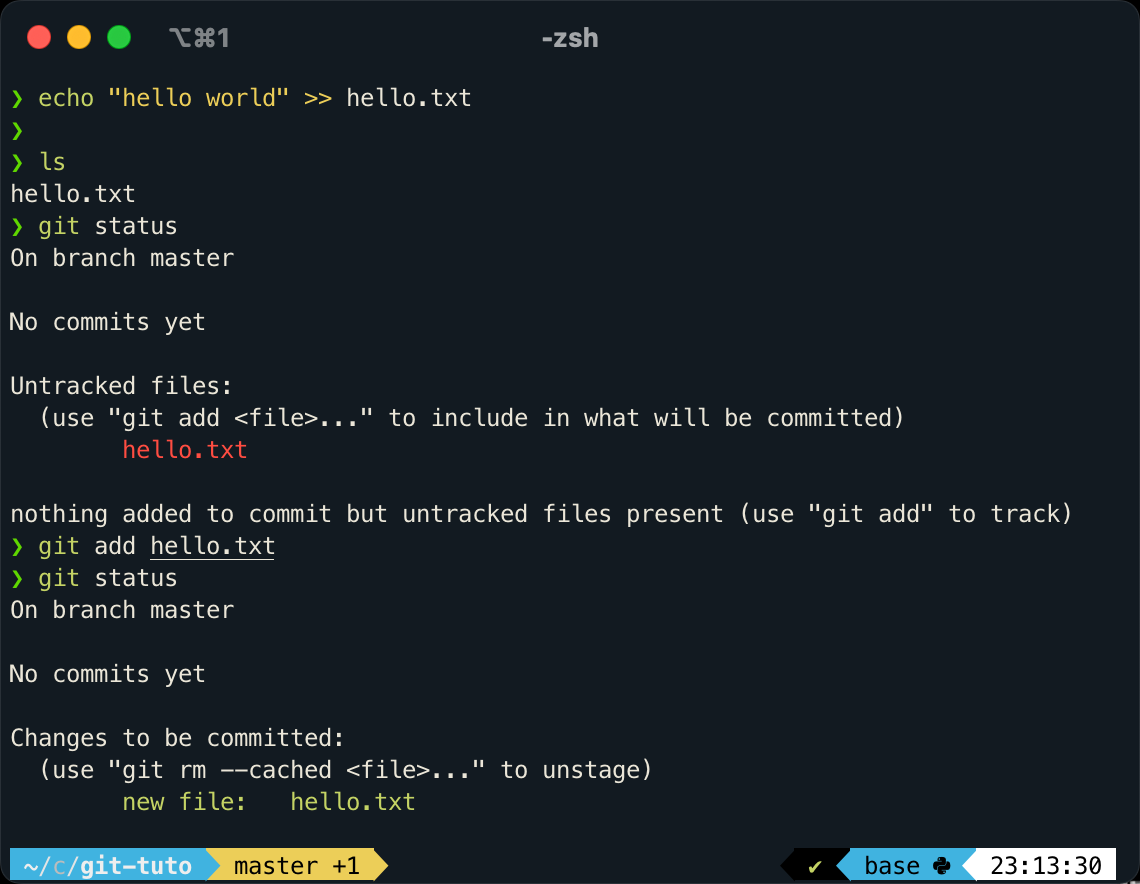 ⌥⌘1 -zsh
❯ echo "hello world" >> hello.txt
❯
❯ ls
hello.txt
❯ git status
On branch master

No commits yet

Untracked files:
  (use "git add <file>..." to include in what will be committed)
        hello.txt

nothing added to commit but untracked files present (use "git add" to track)
❯ git add hello.txt
❯ git status
On branch master

No commits yet

Changes to be committed:
  (use "git rm --cached <file>..." to unstage)
        new file:   hello.txt

~/c/git-tuto master +1 ✔ base 23:13:30